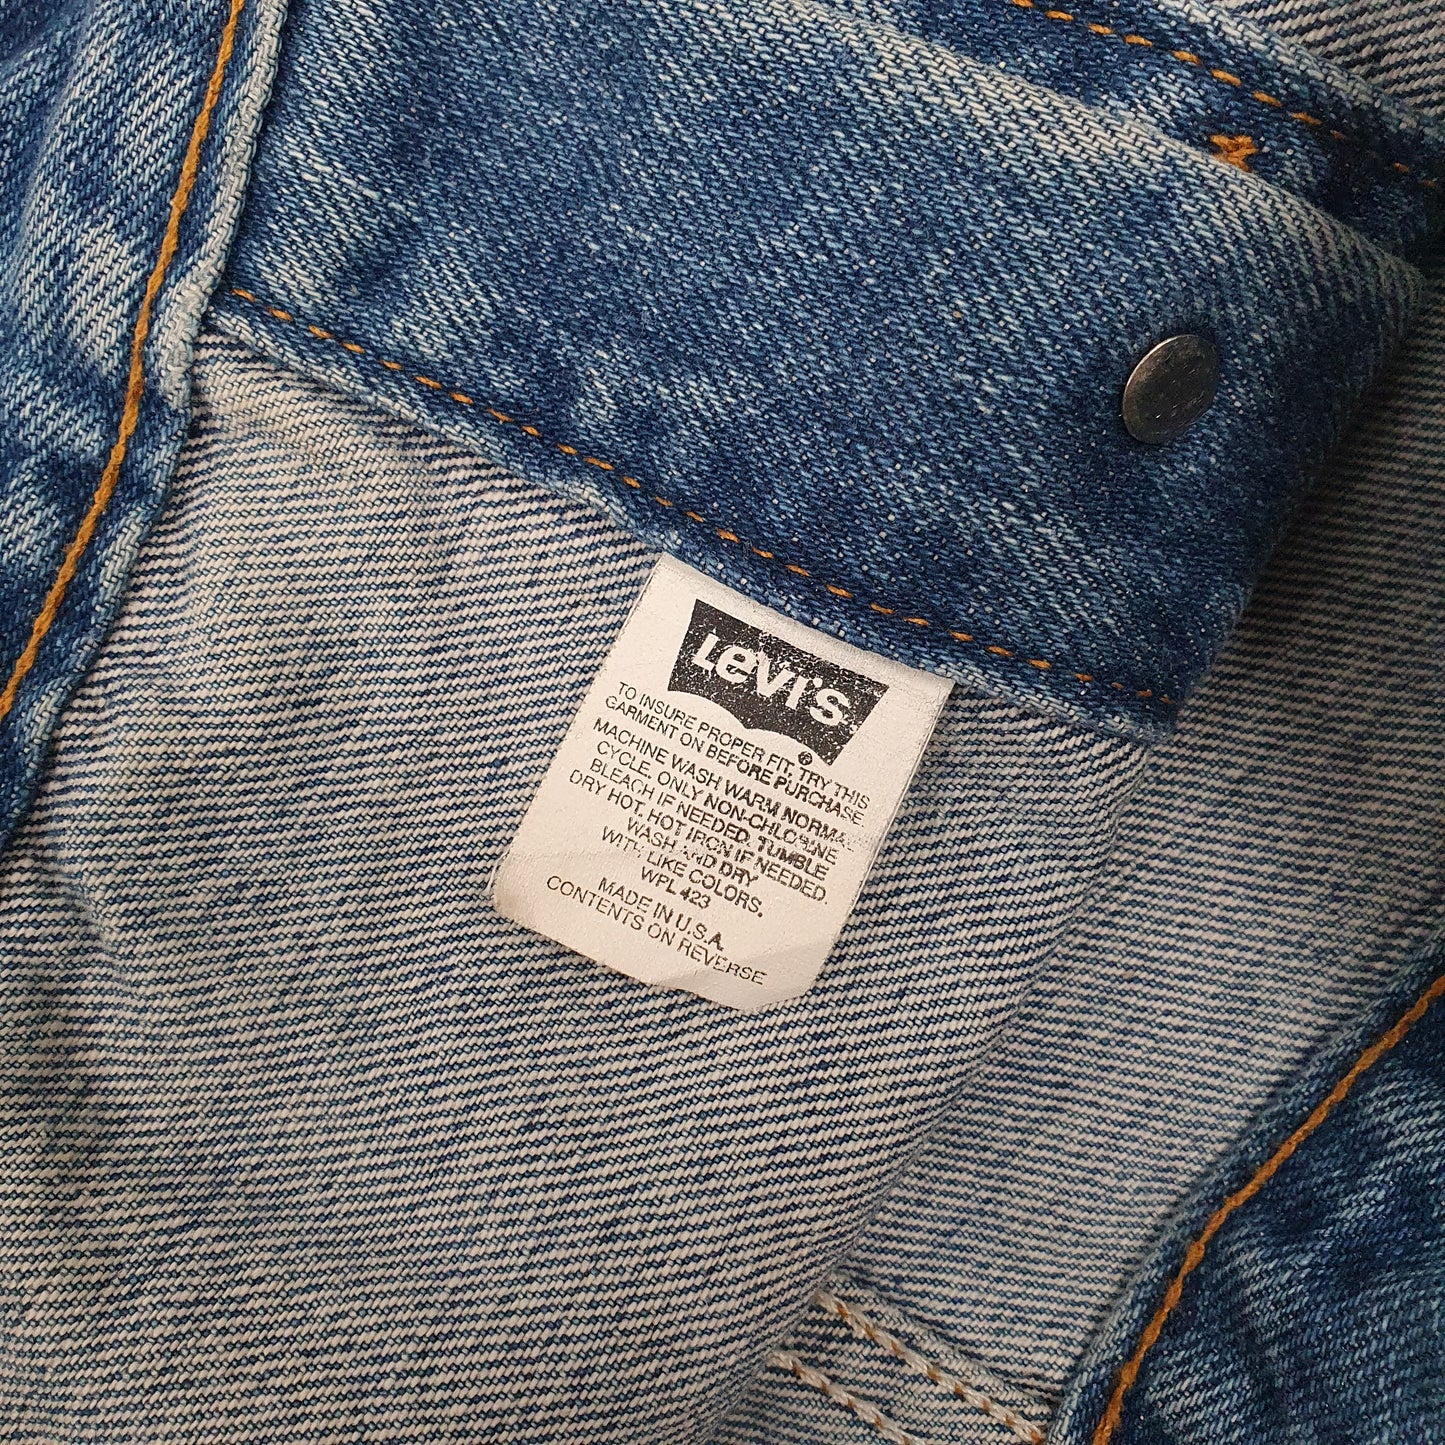 Levi's
®
TO INSURE PROPER FIT, TRY THIS
GARMENT ON BEFORE PURCHASE.
MACHINE WASH WARM NORMAL
CYCLE. ONLY NON-CHLORINE
BLEACH IF NEEDED. TUMBLE
DRY HOT. HOT IRON IF NEEDED.
WASH AND DRY
WITH LIKE COLORS.
WPL 423
MADE IN U.S.A.
CONTENTS ON REVERSE